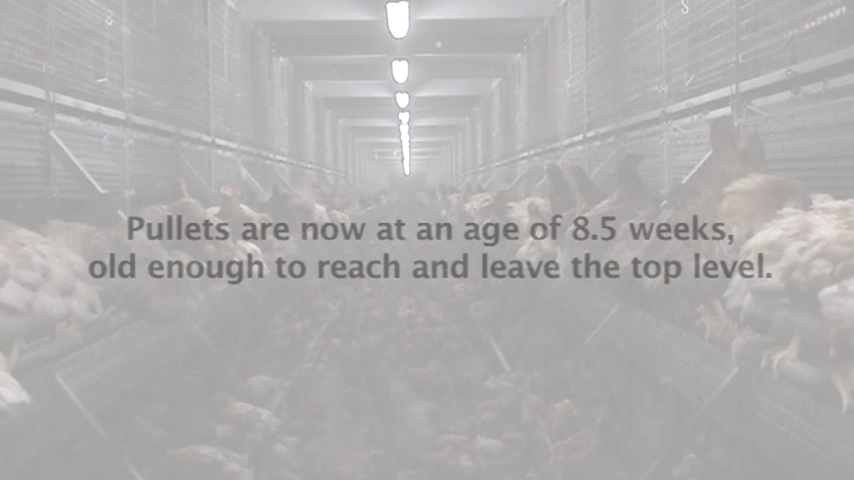 Pullets are now at an age of 8.5 weeks,
old enough to reach and leave the top level.